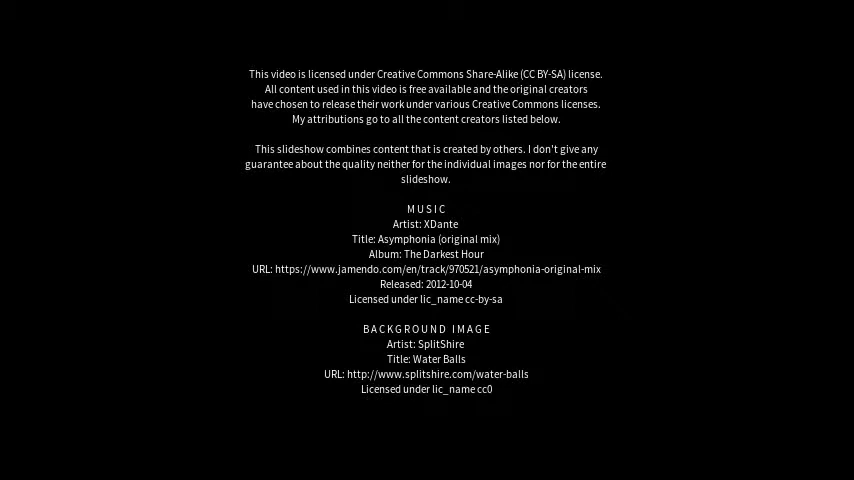 This video is licensed under Creative Commons Share-Alike (CC BY-SA) license.
All content used in this video is free available and the original creators
have chosen to release their work under various Creative Commons licenses.
My attributions go to all the content creators listed below.
This slideshow combines content that is created by others. I don't give any
guarantee about the quality neither for the individual images nor for the entire
slideshow.
M U S I C
Artist: XDante
Title: Asymphonia (original mix)
Album: The Darkest Hour
URL: https://www.jamendo.com/en/track/970521/asymphonia-original-mix
Released: 2012-10-04
Licensed under lic_name cc-by-sa
B A C K G R O U N D   I M A G E
Artist: SplitShire
Title: Water Balls
URL: http://www.splitshire.com/water-balls
Licensed under lic_name cc0